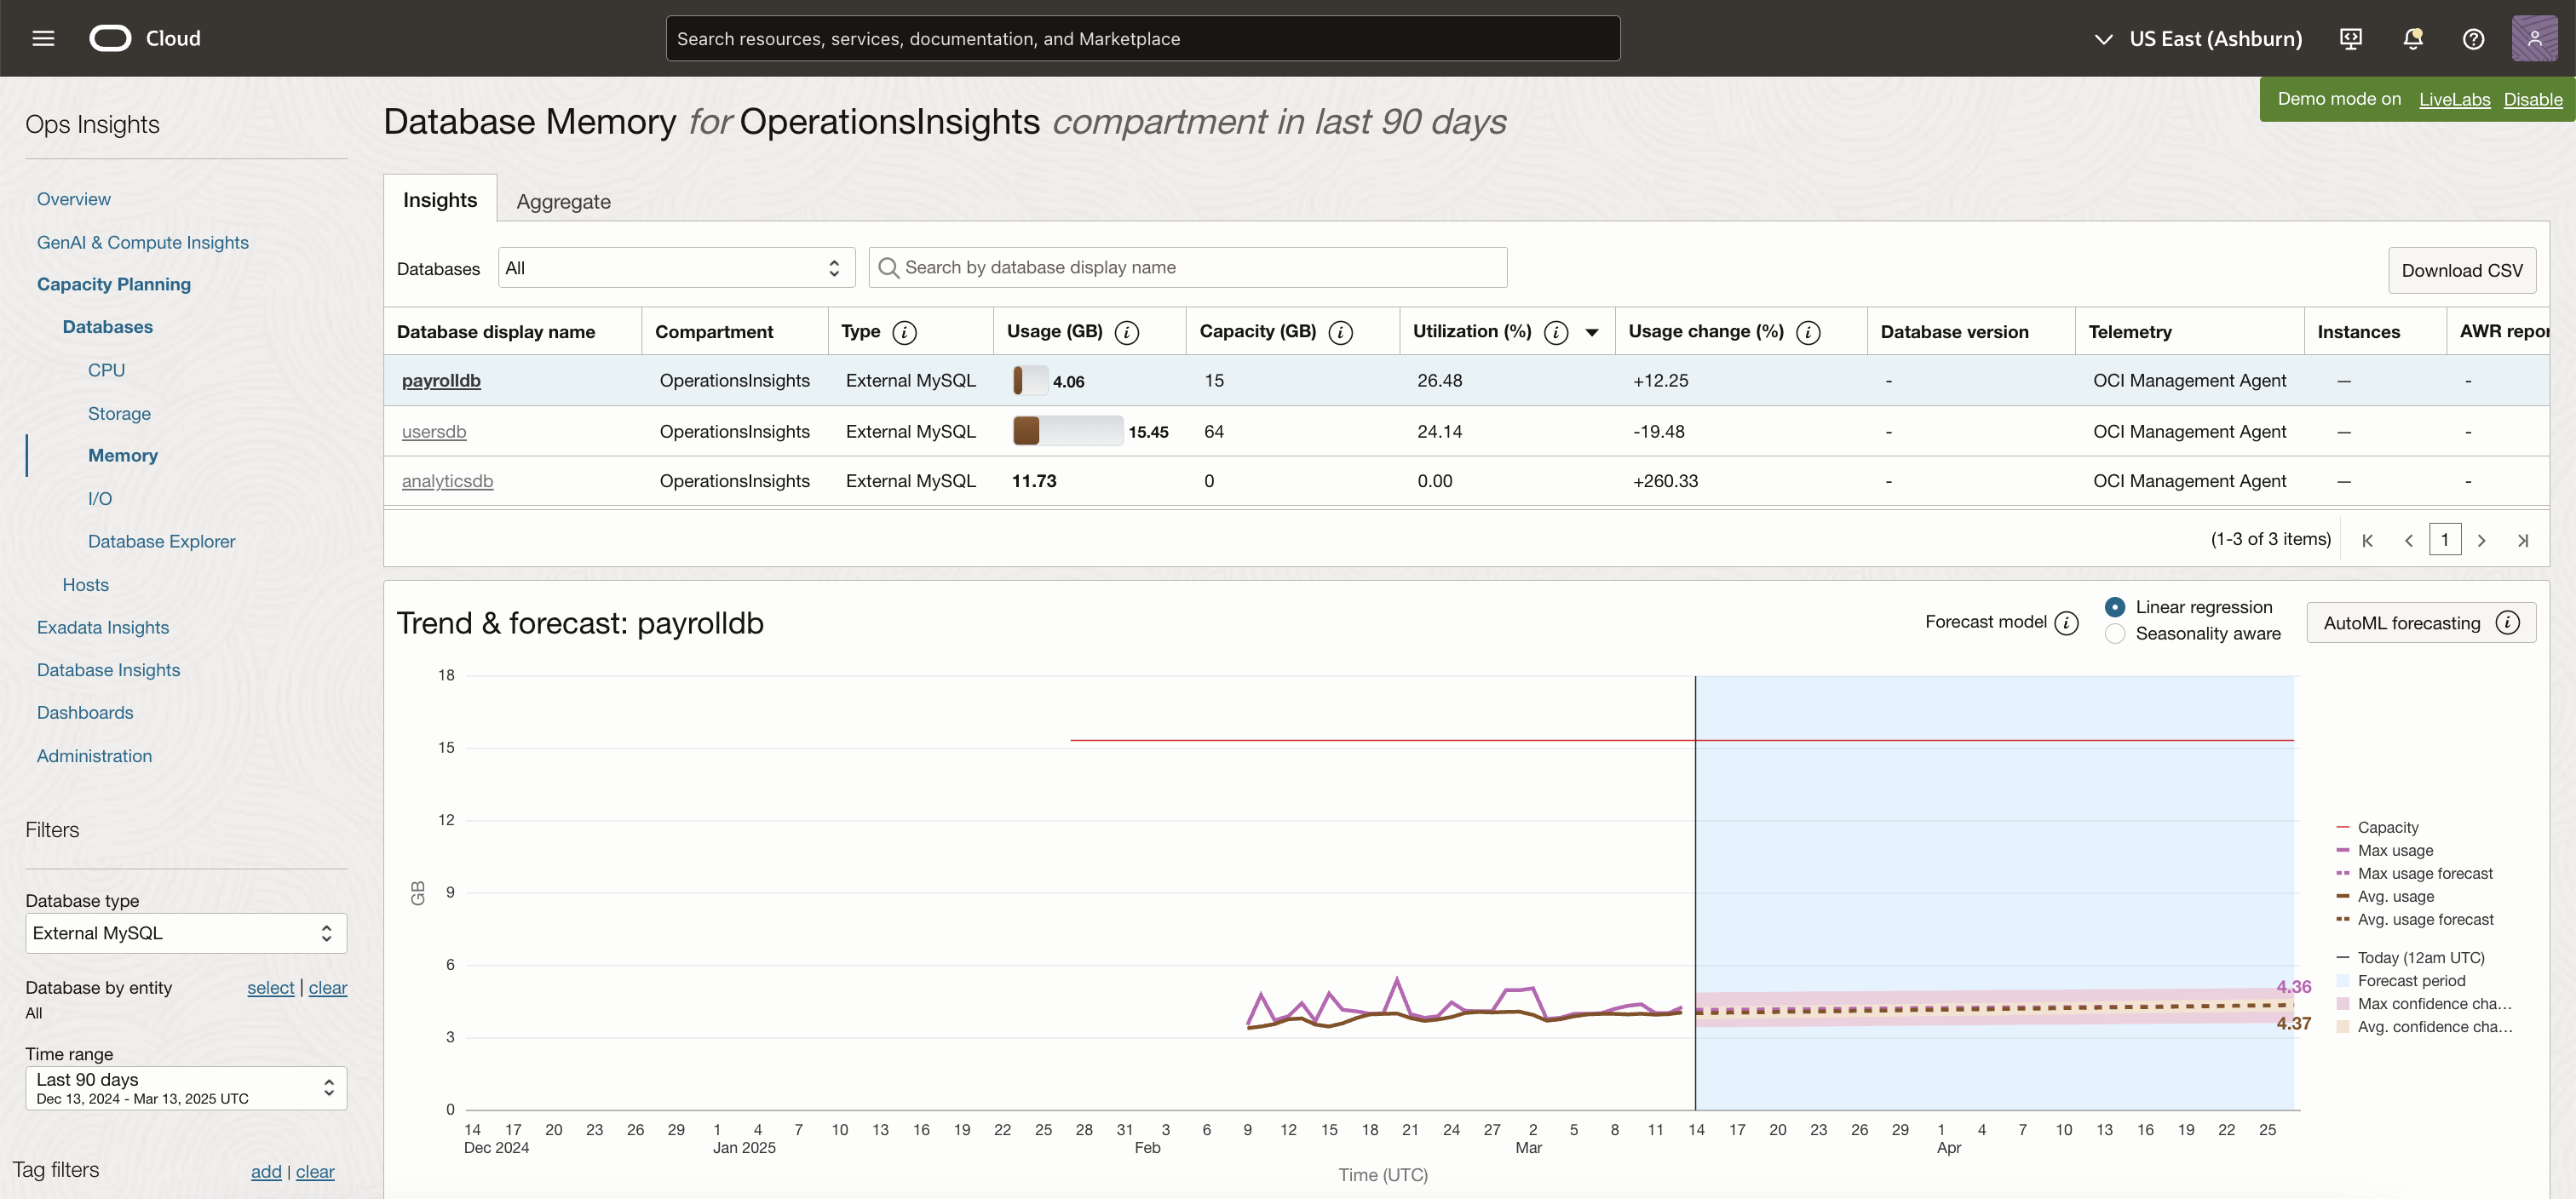 Cloud
Search resources, services, documentation, and Marketplace
US East (Ashburn)
Demo mode on LiveLabs Disable
Ops Insights
Overview
GenAI & Compute Insights
Capacity Planning
Databases
CPU
Storage
Memory
I/O
Database Explorer
Hosts
Exadata Insights
Database Insights
Dashboards
Administration
Filters
Database type
External MySQL
Database by entity select | clear
All
Time range
Last 90 days
Dec 13, 2024 - Mar 13, 2025 UTC
Tag filters add | clear
Database Memory for OperationsInsights compartment in last 90 days
Insights Aggregate
Databases All Search by database display name Download CSV
Database display name Compartment Type i Usage (GB) i Capacity (GB) i Utilization (%) i Usage change (%) i Database version Telemetry Instances AWR repor
payrolldb OperationsInsights External MySQL 4.06 15 26.48 +12.25 - OCI Management Agent — -
usersdb OperationsInsights External MySQL 15.45 64 24.14 -19.48 - OCI Management Agent — -
analyticsdb OperationsInsights External MySQL 11.73 0 0.00 +260.33 - OCI Management Agent — -
(1-3 of 3 items) 1
Trend & forecast: payrolldb
Forecast model i
Linear regression
Seasonality aware
AutoML forecasting i
18
15
12
9
6
3
0
GB
4.36
4.37
14 17 20 23 26 29 1 4 7 10 13 16 19 22 25 28 31 3 6 9 12 15 18 21 24 27 2 5 8 11 14 17 20 23 26 29 1 4 7 10 13 16 19 22 25
Dec 2024 Jan 2025 Feb Mar Apr
Time (UTC)
Capacity
Max usage
Max usage forecast
Avg. usage
Avg. usage forecast
Today (12am UTC)
Forecast period
Max confidence cha...
Avg. confidence cha...